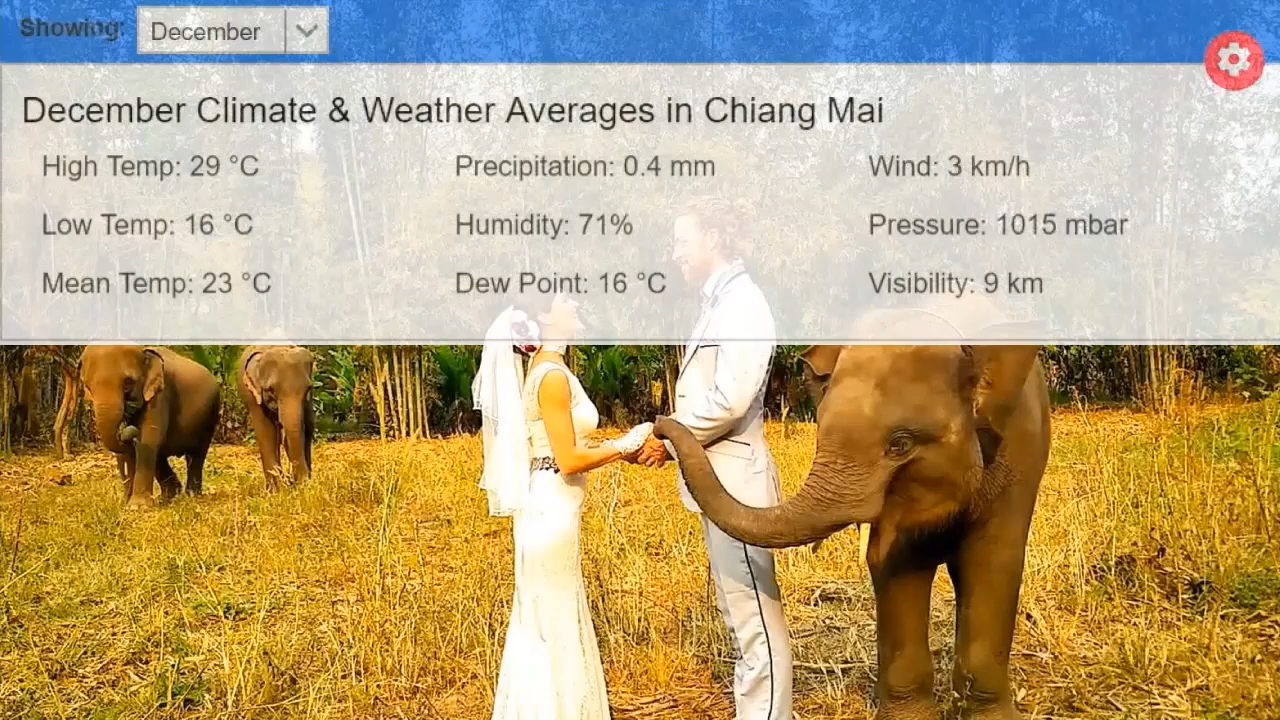 Showing: December
December Climate & Weather Averages in Chiang Mai
High Temp: 29 °C Precipitation: 0.4 mm Wind: 3 km/h
Low Temp: 16 °C Humidity: 71% Pressure: 1015 mbar
Mean Temp: 23 °C Dew Point: 16 °C Visibility: 9 km